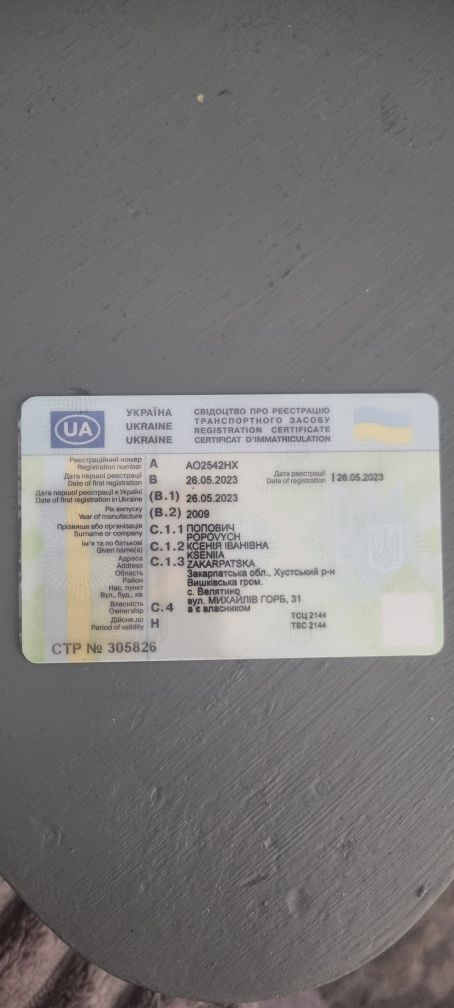 UA
УКРАЇНА
UKRAINE
UKRAINE
СВІДОЦТВО ПРО РЕЄСТРАЦІЮ
ТРАНСПОРТНОГО ЗАСОБУ
REGISTRATION CERTIFICATE
CERTIFICAT D'IMMATRICULATION
Реєстраційний номер
Registration number A АО2542НХ
Дата першої реєстрації
Date of first registration B 26.05.2023
Дата реєстрації
Date of registration I 26.05.2023
Дата першої реєстрації в Україні
Date of first registration in Ukraine (B.1) 26.05.2023
Рік випуску
Year of manufacture (B.2) 2009
Прізвище або організація
Surname or company C.1.1 ПОПОВИЧ
POPOVYCH
Ім'я та по батькові
Given name(s) C.1.2 КСЕНІЯ ІВАНІВНА
KSENIIA
Адреса
Address C.1.3 ZAKARPATSKA
Область Закарпатська обл., Хустський р-н
Район Вишківська гром.
Нас. пункт с. Велятино
Вул., буд., кв. вул. МИХАЙЛІВ ГОРБ, 31
Власність
Ownership C.4 а є власником
Дійсне до
Period of validity H
ТСЦ 2144
TSC 2144
СТР № 305826